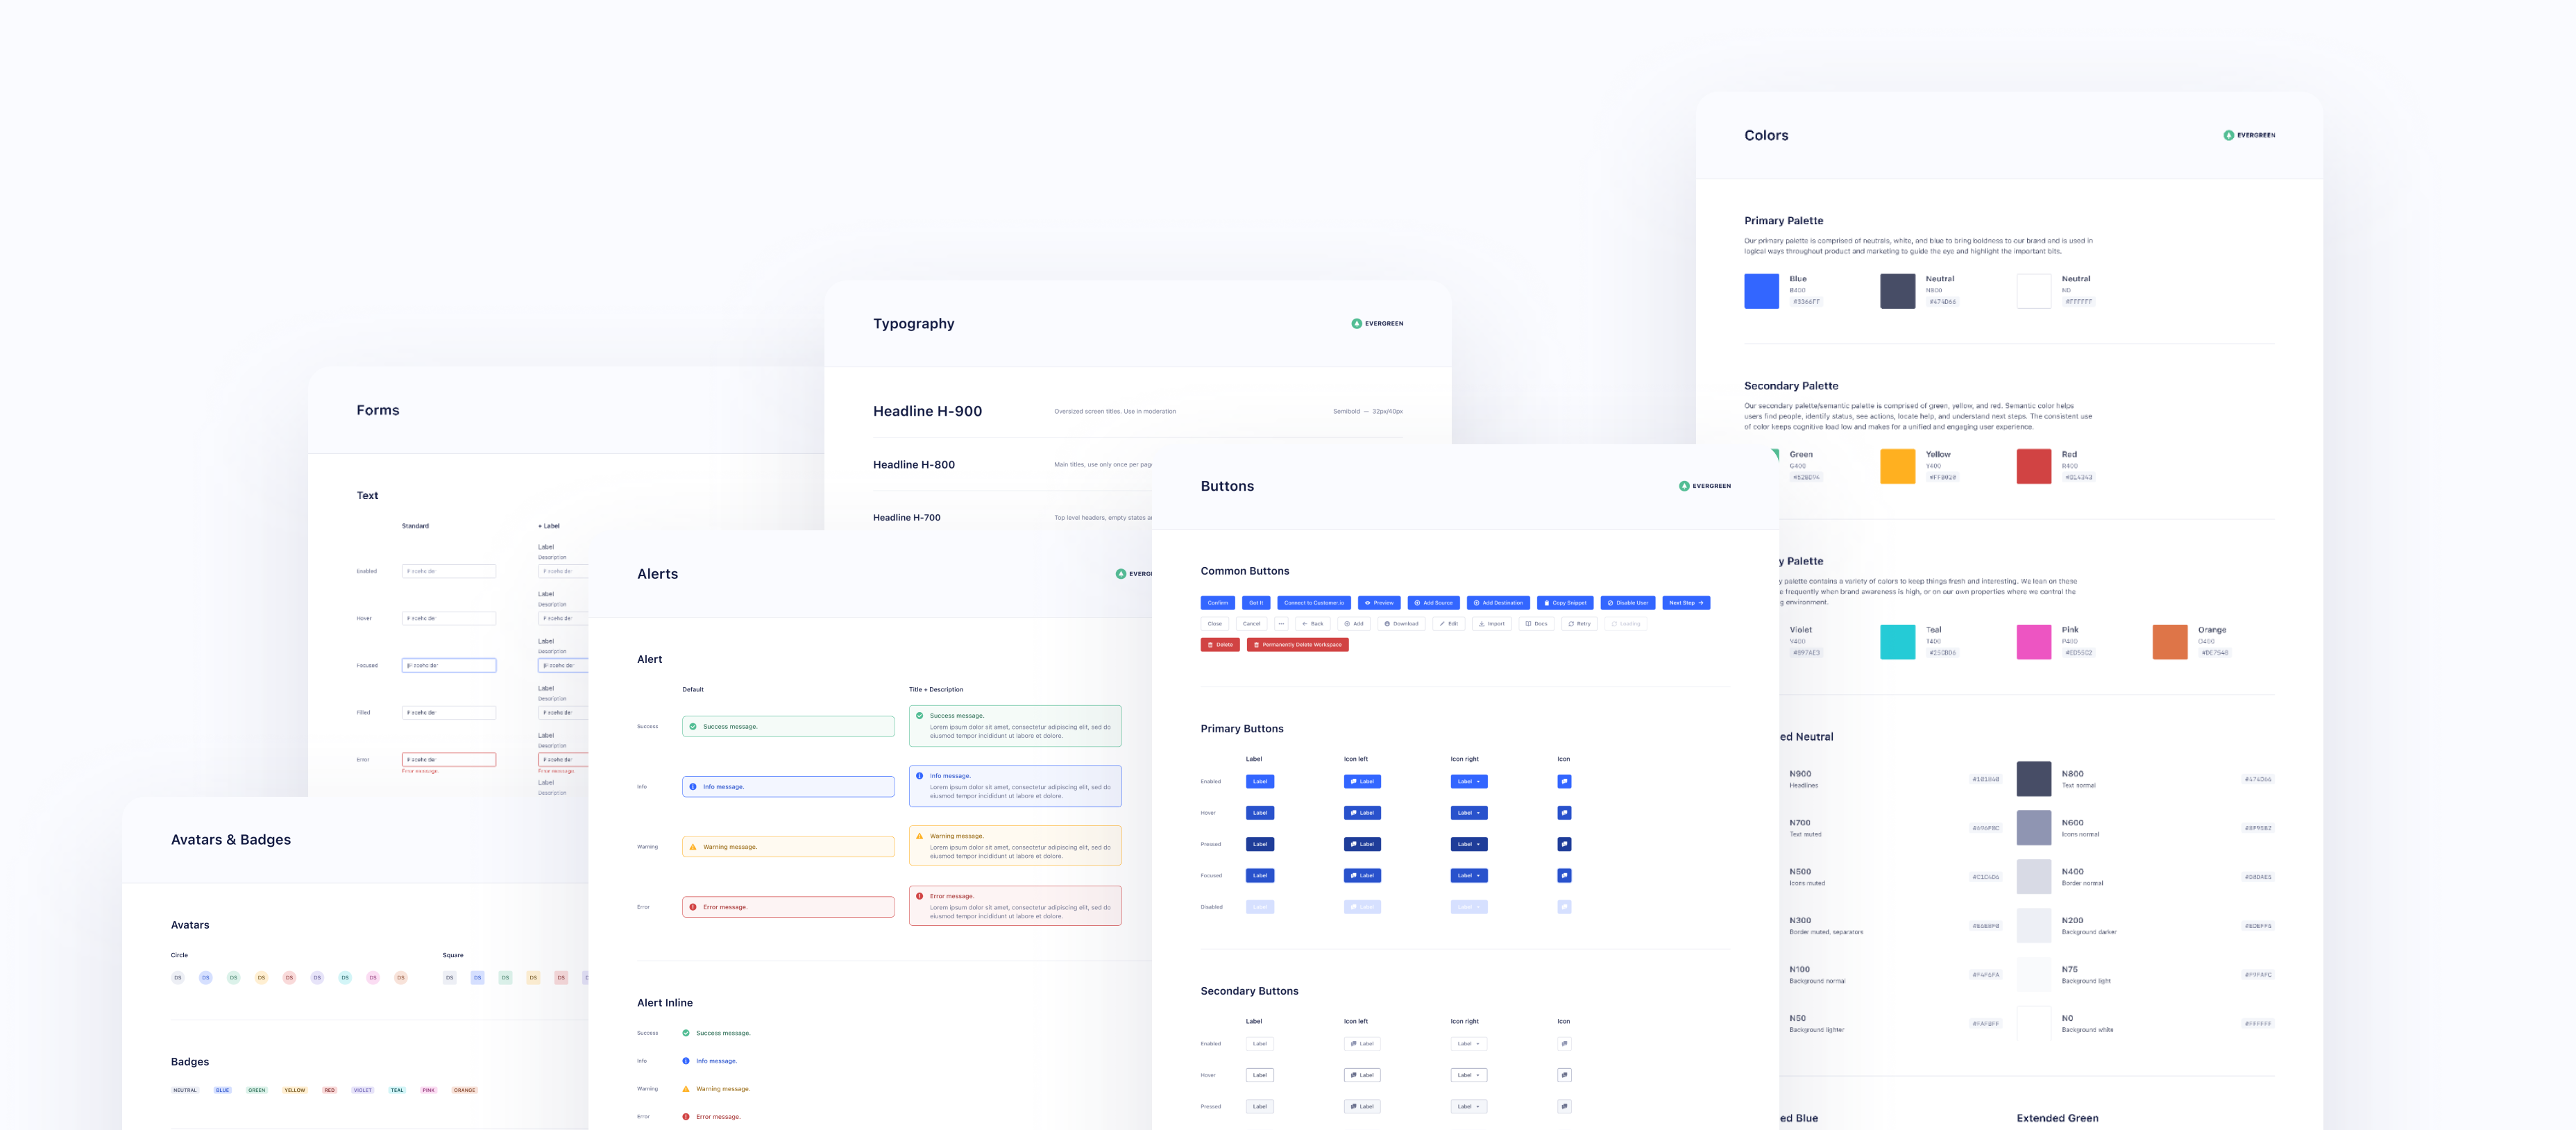 Colors
EVERGREEN
Primary Palette
Our primary palette is comprised of neutrals, white, and blue to bring boldness to our brand and is used in
logical ways throughout product and marketing to guide the eye and highlight the important bits.
Blue
B400
#3366FF
Neutral
N800
#474D66
Neutral
N0
#FFFFFF
Secondary Palette
Our secondary palette/semantic palette is comprised of green, yellow, and red. Semantic color helps
users find people, identify status, see actions, locate help, and understand next steps. The consistent use
of color keeps cognitive load low and makes for a unified and engaging user experience.
Green
G400
#52BD94
Yellow
Y400
#FFB020
Red
R400
#D14343
y Palette
y palette contains a variety of colors to keep things fresh and interesting. We lean on these
frequently when brand awareness is high, or on our own properties where we control the
g environment.
Violet
V400
Teal
T400
Pink
P400
Orange
O400
ed Neutral
N900
Headlines
#101840
N800
Text normal
#474D66
N700
Text muted
#696F8C
N600
Icons normal
N500
Icons muted
#C1C4D6
N400
Border normal
#D8DAE5
N300
Border muted, separators
N200
Background darker
#EDEFF5
N100
Background normal
#F4F5FA
N75
Background light
#F9FAFC
N50
Background lighter
#FAFBFF
N0
Background white
#FFFFFF
ed Blue
Extended Green
Typography
EVERGREEN
Headline H-900
Oversized screen titles. Use in moderation
Semibold — 32px/40px
Headline H-800
Main titles, use only once per pag
Headline H-700
Top level headers, empty states a
Forms
Text
Standard
+ Label
Label
Description
Enabled
Placeholder
Placeholder
Label
Description
Hover
Placeholder
Placeholder
Label
Description
Focused
Placeholder
Placeholder
Label
Description
Filled
Placeholder
Placeholder
Label
Description
Error
Placeholder
Placeholder
Error message.
Error message.
Label
Description
Buttons
EVERGREEN
Common Buttons
Confirm
Got It
Connect to Customer.io
Preview
Add Source
Add Destination
Copy Snippet
Disable User
Next Step
Close
Cancel
Back
Add
Download
Edit
Import
Docs
Retry
Loading
Delete
Permanently Delete Workspace
Primary Buttons
Label
Icon left
Icon right
Icon
Enabled
Label
Label
Label
Hover
Label
Label
Label
Pressed
Label
Label
Label
Focused
Label
Label
Label
Disabled
Label
Label
Label
Secondary Buttons
Label
Icon left
Icon right
Icon
Enabled
Label
Label
Label
Hover
Label
Label
Label
Pressed
Label
Label
Label
Alerts
EVERG
Alert
Default
Title + Description
Success
Success message.
Success message.
Lorem ipsum dolor sit amet, consectetur adipiscing elit, sed do
eiusmod tempor incididunt ut labore et dolore.
Info
Info message.
Info message.
Lorem ipsum dolor sit amet, consectetur adipiscing elit, sed do
eiusmod tempor incididunt ut labore et dolore.
Warning
Warning message.
Warning message.
Lorem ipsum dolor sit amet, consectetur adipiscing elit, sed do
eiusmod tempor incididunt ut labore et dolore.
Error
Error message.
Error message.
Lorem ipsum dolor sit amet, consectetur adipiscing elit, sed do
eiusmod tempor incididunt ut labore et dolore.
Alert Inline
Success
Success message.
Info
Info message.
Warning
Warning message.
Error
Error message.
Avatars & Badges
Avatars
Circle
Square
DS DS DS DS DS DS DS DS DS
DS DS DS DS DS
Badges
NEUTRAL BLUE GREEN YELLOW RED VIOLET TEAL PINK ORANGE